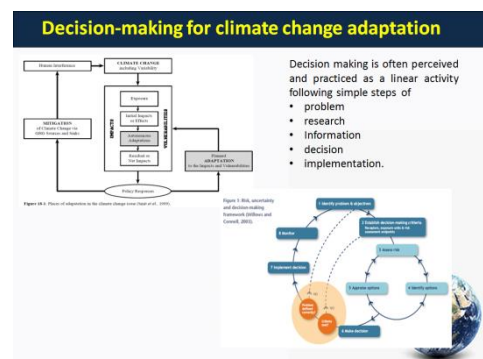 Decision-making for climate change adaptation
Human Interference
CLIMATE CHANGE
including Variability
Exposure
Initial Impacts
or Effects
Autonomous
Adaptations
Residual or
Net Impacts
IMPACTS
VULNERABILITIES
MITIGATION
of Climate Change via
GHG Sources and Sinks
Planned
ADAPTATION
to the Impacts and Vulnerabilities
Policy Responses
Decision making is often perceived
and practiced as a linear activity
following simple steps of
• problem
• research
• Information
• decision
• implementation.
Figure 1: Risk, uncertainty
and decision-making
framework (Willows and
Connell, 2003).
1 Identify problem & objectives
2 Establish decision-making criteria
3 Assess risk
4 Identify options
5 Appraise options
6 Make decision
7 Implement decision
8 Monitor